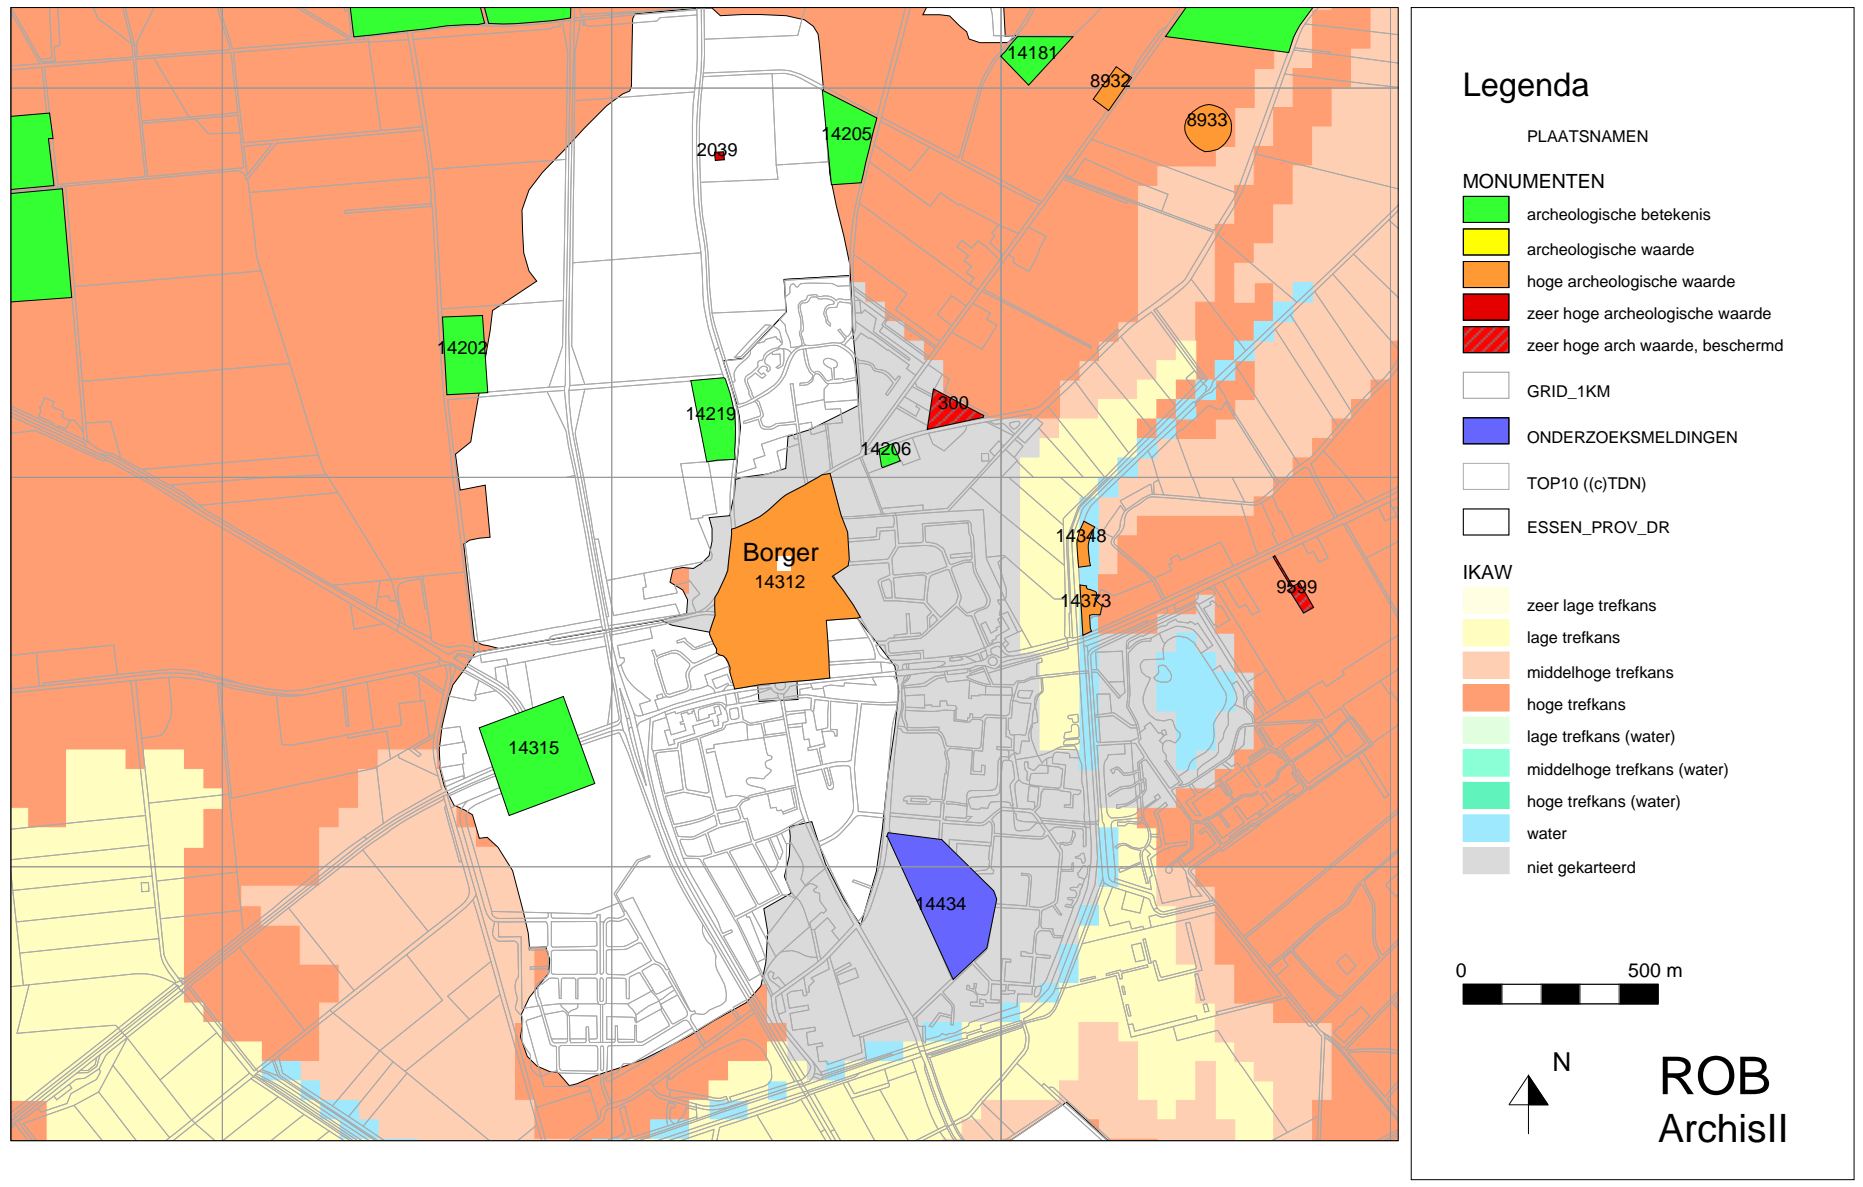 14181
8932
8933
14205
2039
14202
14219
300
14206
14348
Borger
14312
9599
14373
14315
14434
Legenda
PLAATSNAMEN
MONUMENTEN
archeologische betekenis
archeologische waarde
hoge archeologische waarde
zeer hoge archeologische waarde
zeer hoge arch waarde, beschermd
GRID_1KM
ONDERZOEKSMELDINGEN
TOP10 ((c)TDN)
ESSEN_PROV_DR
IKAW
zeer lage trefkans
lage trefkans
middelhoge trefkans
hoge trefkans
lage trefkans (water)
middelhoge trefkans (water)
hoge trefkans (water)
water
niet gekarteerd
0 500 m
N
ROB
ArchisII